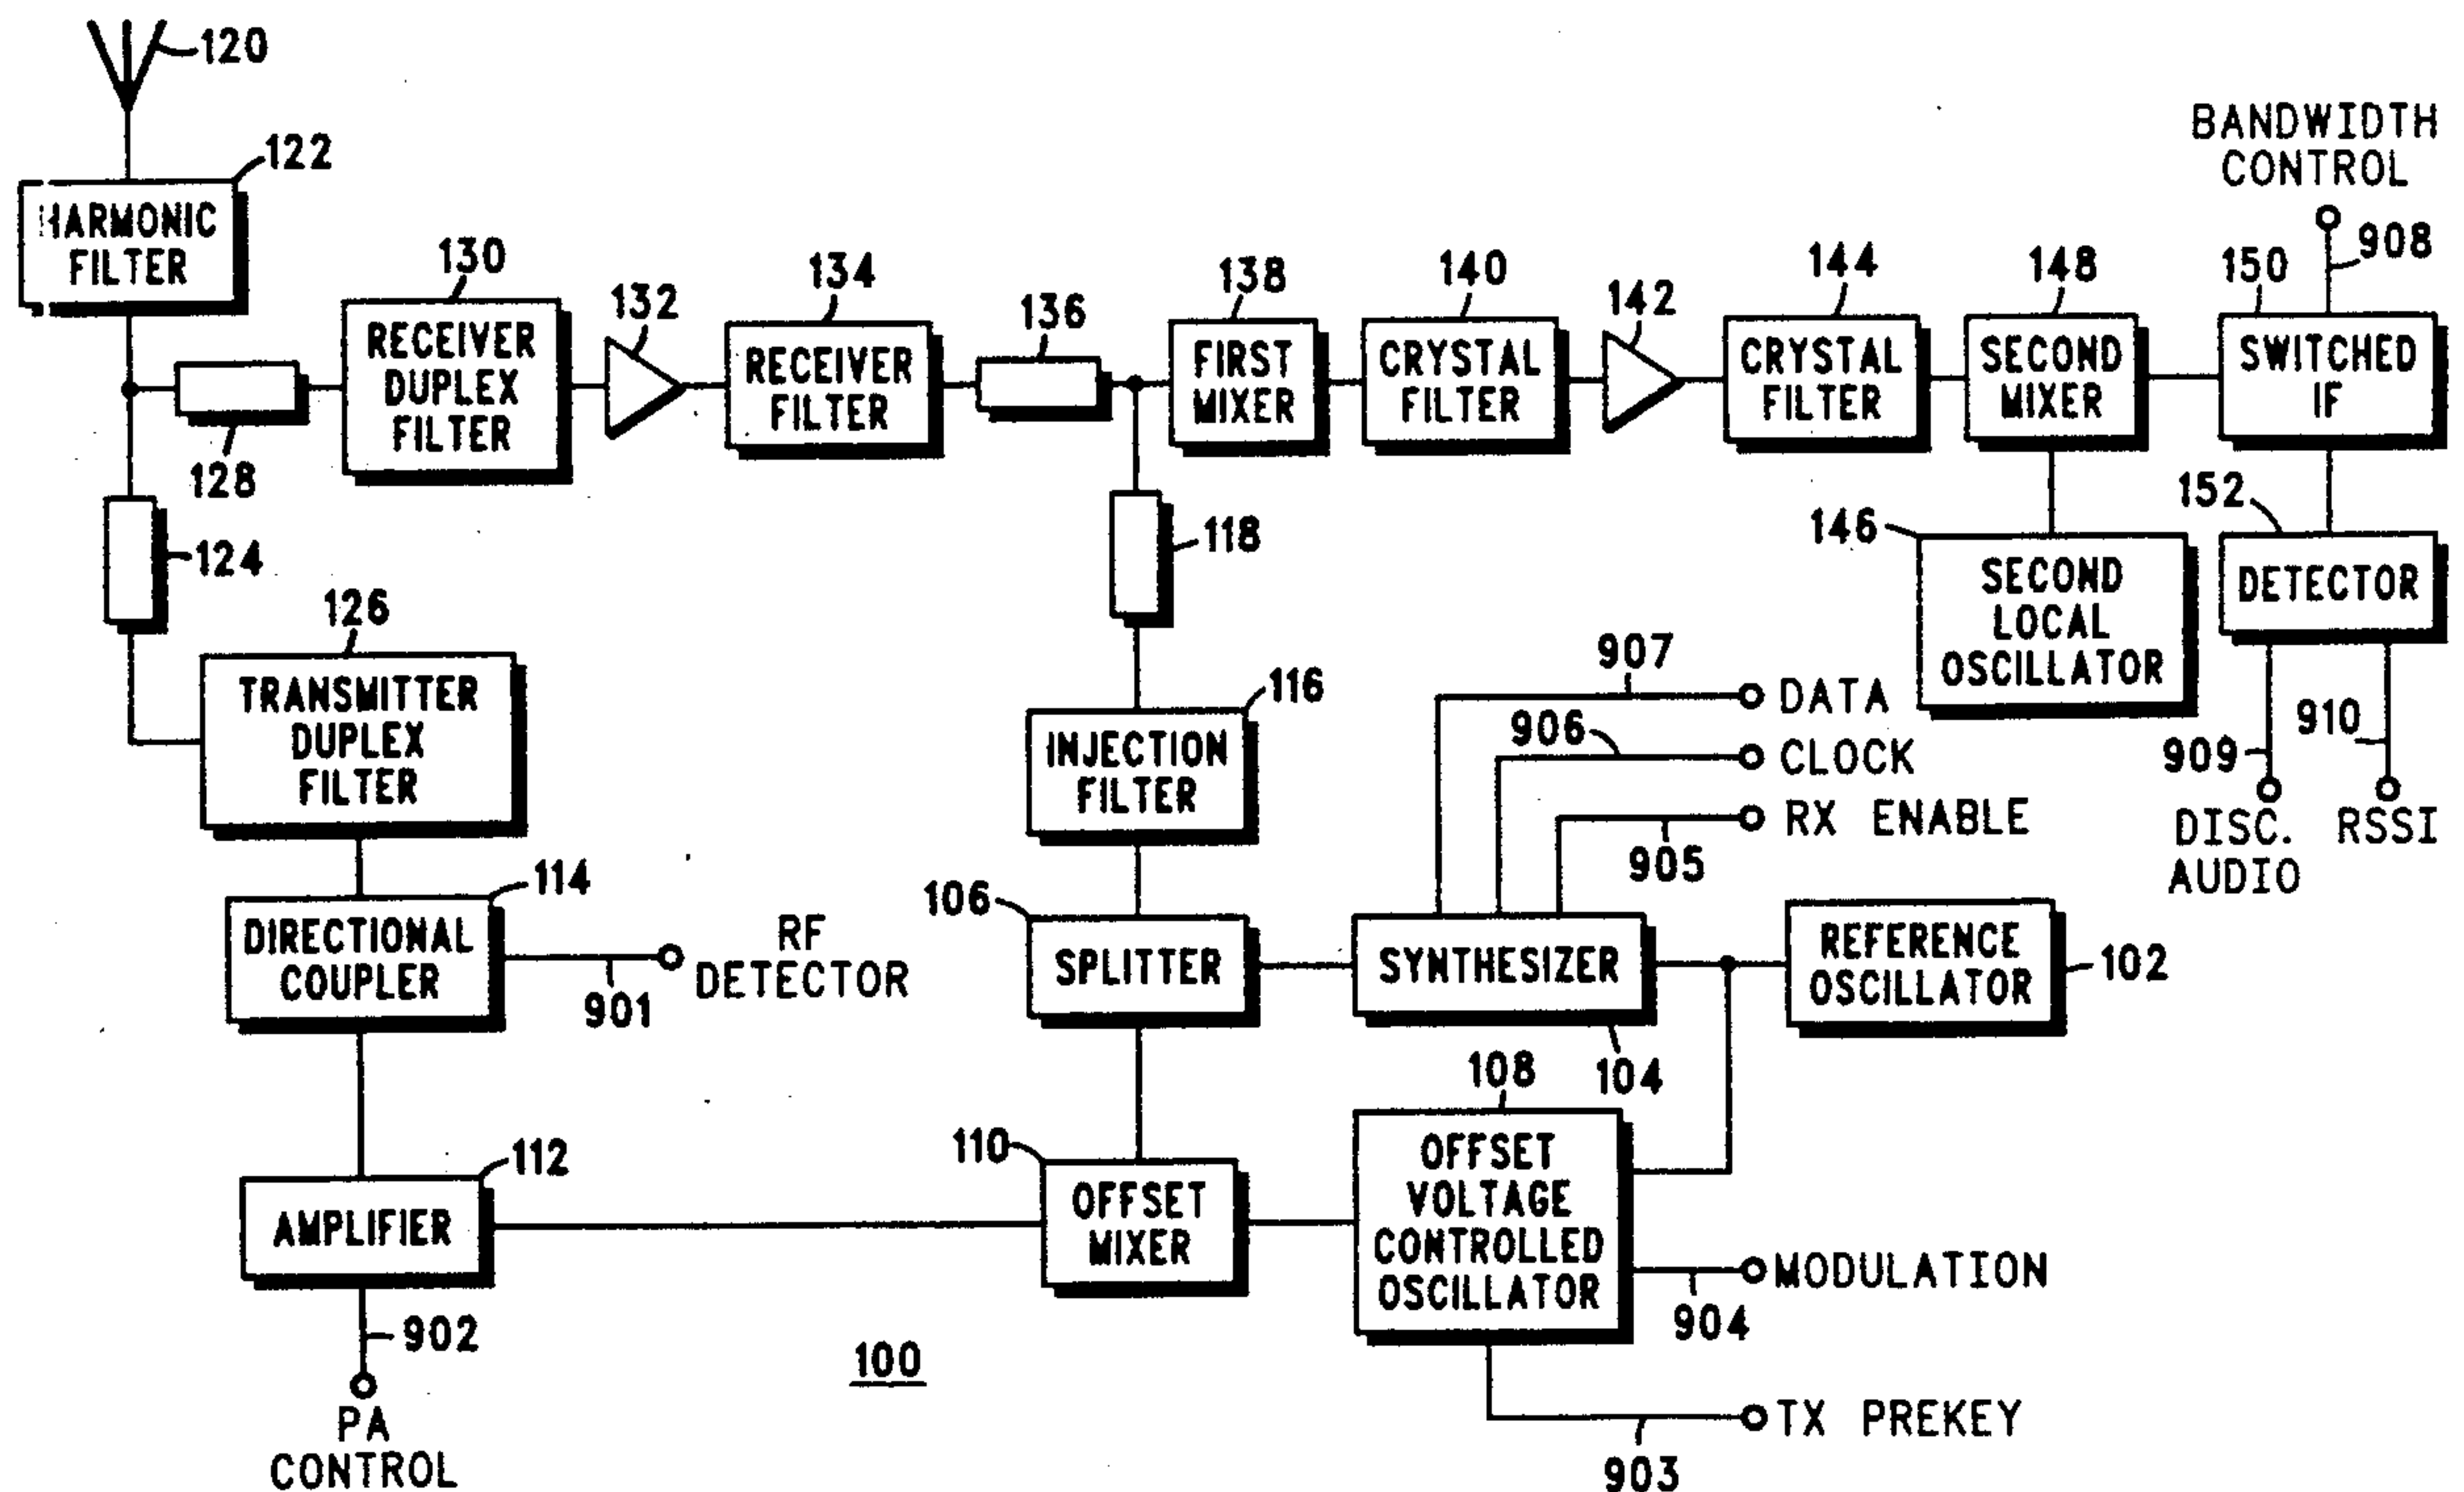 120
122
HARMONIC
FILTER
130
RECEIVER
DUPLEX
FILTER
132
134
RECEIVER
FILTER
136
138
FIRST
MIXER
140
CRYSTAL
FILTER
142
144
CRYSTAL
FILTER
148
SECOND
MIXER
BANDWIDTH
CONTROL
908
150
SWITCHED
IF
128
124
118
146
SECOND
LOCAL
OSCILLATOR
152
DETECTOR
909
DISC.
AUDIO
910
RSSI
126
TRANSMITTER
DUPLEX
FILTER
116
INJECTION
FILTER
907
DATA
906
CLOCK
905
RX ENABLE
114
DIRECTIONAL
COUPLER
901
RF
DETECTOR
106
SPLITTER
SYNTHESIZER
104
REFERENCE
OSCILLATOR
102
112
AMPLIFIER
902
PA
CONTROL
110
OFFSET
MIXER
108
OFFSET
VOLTAGE
CONTROLLED
OSCILLATOR
904
MODULATION
903
TX PREKEY
100